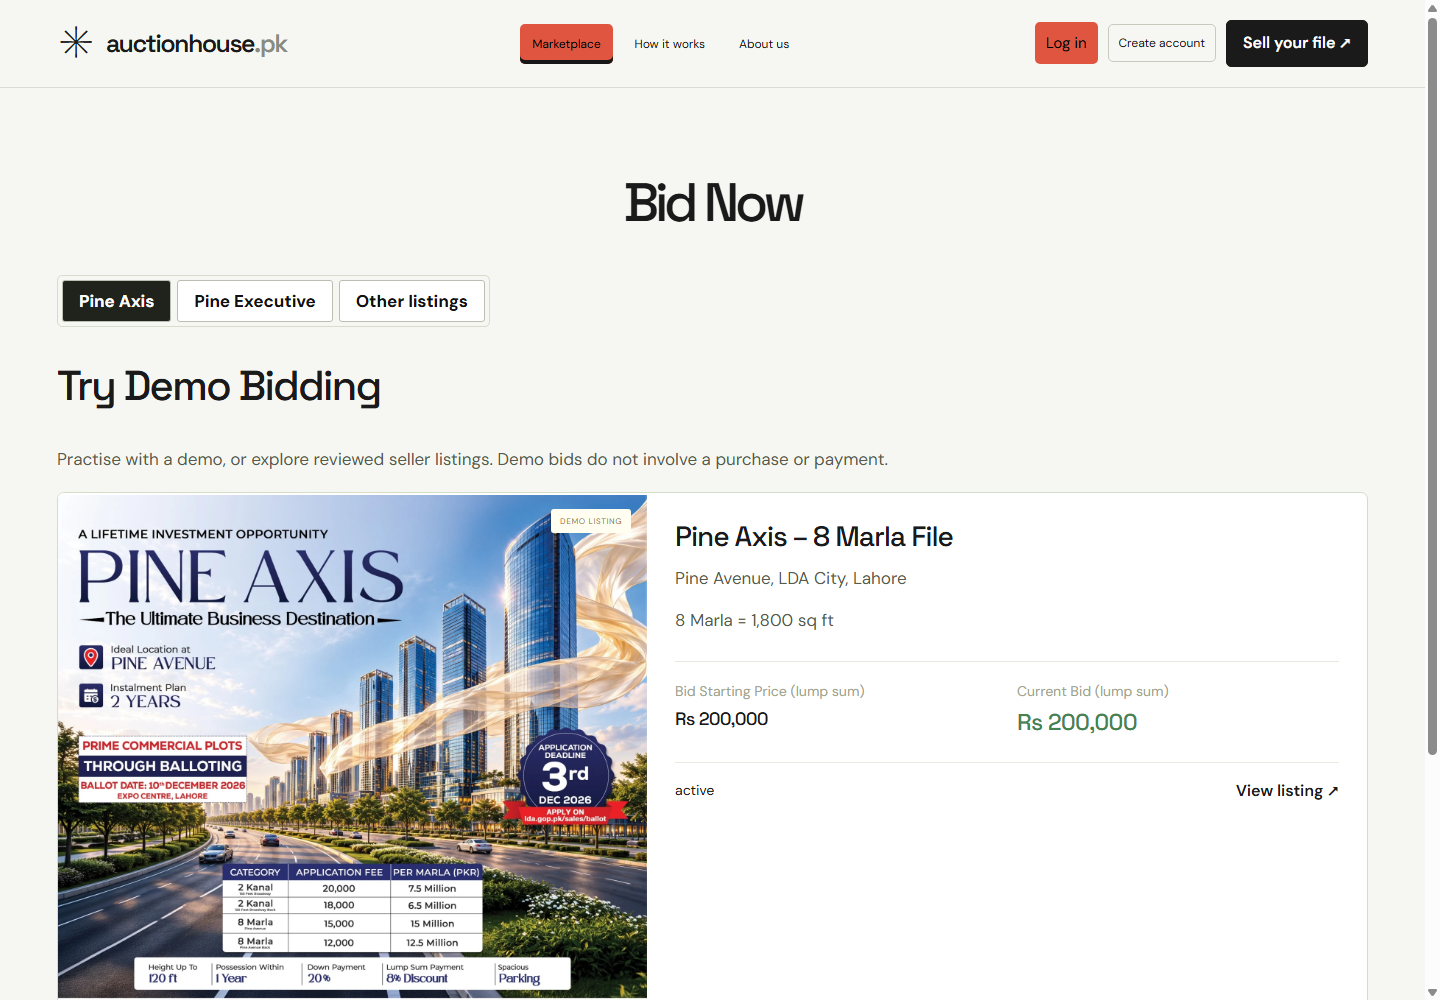 auctionhouse.pk
Marketplace
How it works
About us
Log in
Create account
Sell your file ↗
Bid Now
Pine Axis
Pine Executive
Other listings
Try Demo Bidding
Practise with a demo, or explore reviewed seller listings. Demo bids do not involve a purchase or payment.
DEMO LISTING
A LIFETIME INVESTMENT OPPORTUNITY
PINE AXIS
The Ultimate Business Destination
Ideal Location at
PINE AVENUE
Instalment Plan
2 YEARS
PRIME COMMERCIAL PLOTS
THROUGH BALLOTING
BALLOT DATE: 10th DECEMBER 2026
EXPO CENTRE, LAHORE
APPLICATION
DEADLINE
3rd
DEC 2026
APPLY ON
lda.gop.pk/sales/ballot
CATEGORY APPLICATION FEE PER MARLA (PKR)
2 Kanal 20,000 7.5 Million
2 Kanal 18,000 6.5 Million
8 Marla 15,000 15 Million
Pine Avenue
8 Marla 12,000 12.5 Million
Pine Avenue Back
Height Up To
120 ft
Possession Within
1 Year
Down Payment
20%
Lump Sum Payment
8% Discount
Spacious
Parking
Pine Axis – 8 Marla File
Pine Avenue, LDA City, Lahore
8 Marla = 1,800 sq ft
Bid Starting Price (lump sum)
Rs 200,000
Current Bid (lump sum)
Rs 200,000
active
View listing ↗